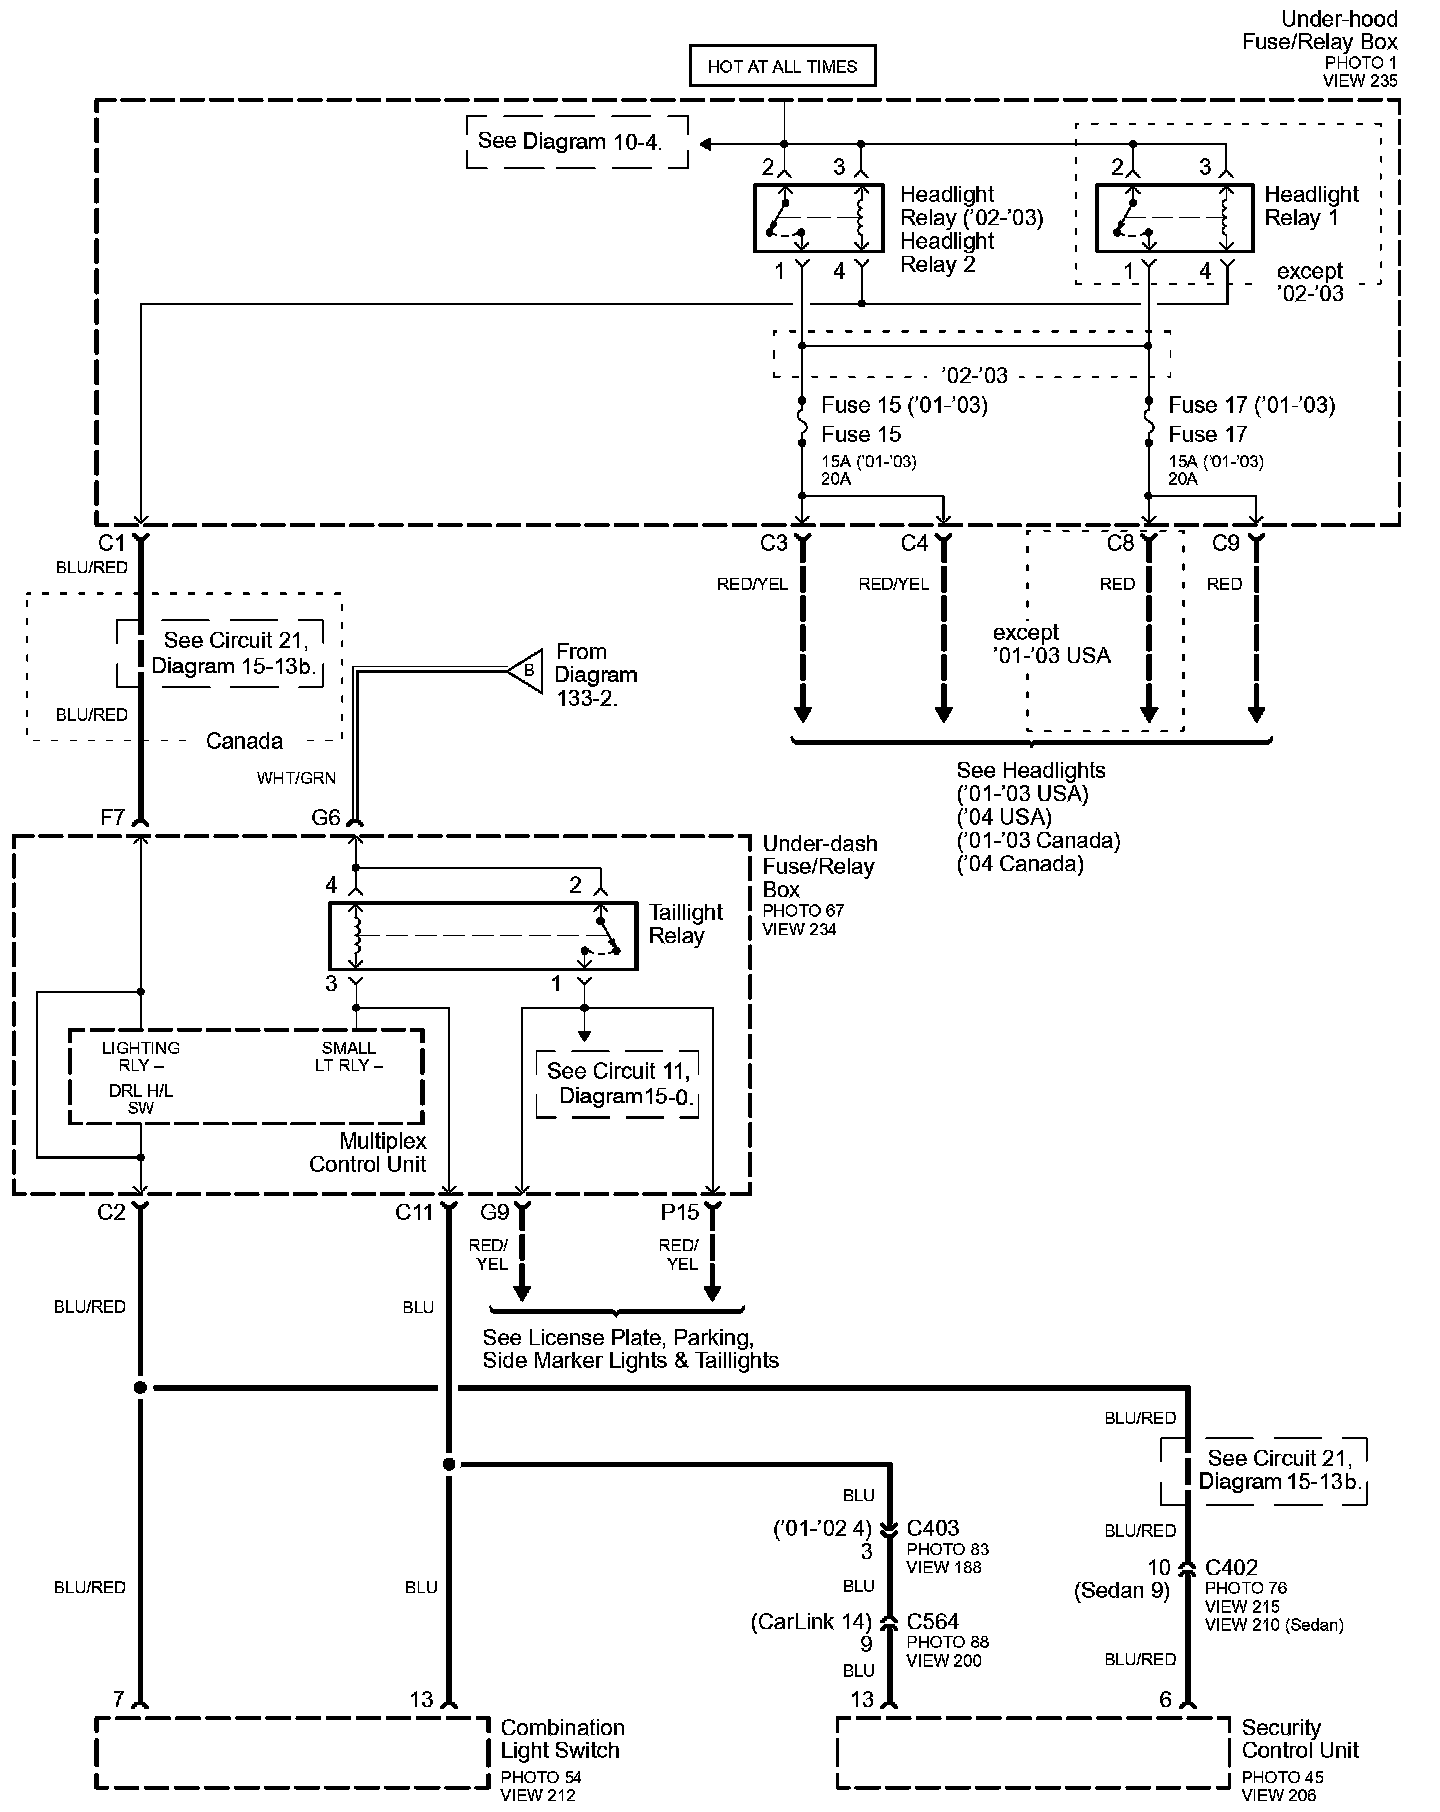 Under-hood
Fuse/Relay Box
PHOTO 1
VIEW 235
HOT AT ALL TIMES
See Diagram 10-4.
2
3
2
3
Headlight
Relay (’02-’03)
Headlight
Relay 2
Headlight
Relay 1
1
4
1
4
except
’02-’03
’02-’03
Fuse 15 (’01-’03)
Fuse 15
15A (’01-’03)
20A
Fuse 17 (’01-’03)
Fuse 17
15A (’01-’03)
20A
C1
C3
C4
C8
C9
BLU/RED
RED/YEL
RED/YEL
RED
RED
See Circuit 21,
Diagram 15-13b.
BLU/RED
Canada
B
From
Diagram
133-2.
except
’01-’03 USA
WHT/GRN
See Headlights
(’01-’03 USA)
(’04 USA)
(’01-’03 Canada)
(’04 Canada)
F7
G6
Under-dash
Fuse/Relay
Box
PHOTO 67
VIEW 234
4
2
Taillight
Relay
3
1
LIGHTING
RLY –
DRL H/L
SW
SMALL
LT RLY –
See Circuit 11,
Diagram15-0.
Multiplex
Control Unit
C2
C11
G9
P15
RED/
YEL
RED/
YEL
BLU/RED
BLU
See License Plate, Parking,
Side Marker Lights & Taillights
BLU/RED
See Circuit 21,
Diagram 15-13b.
BLU
(’01-’02 4)
3
C403
PHOTO 83
VIEW 188
BLU/RED
10
(Sedan 9)
C402
PHOTO 76
VIEW 215
VIEW 210 (Sedan)
BLU/RED
BLU
BLU
(CarLink 14)
9
C564
PHOTO 88
VIEW 200
BLU
BLU/RED
7
13
13
6
Combination
Light Switch
PHOTO 54
VIEW 212
Security
Control Unit
PHOTO 45
VIEW 206